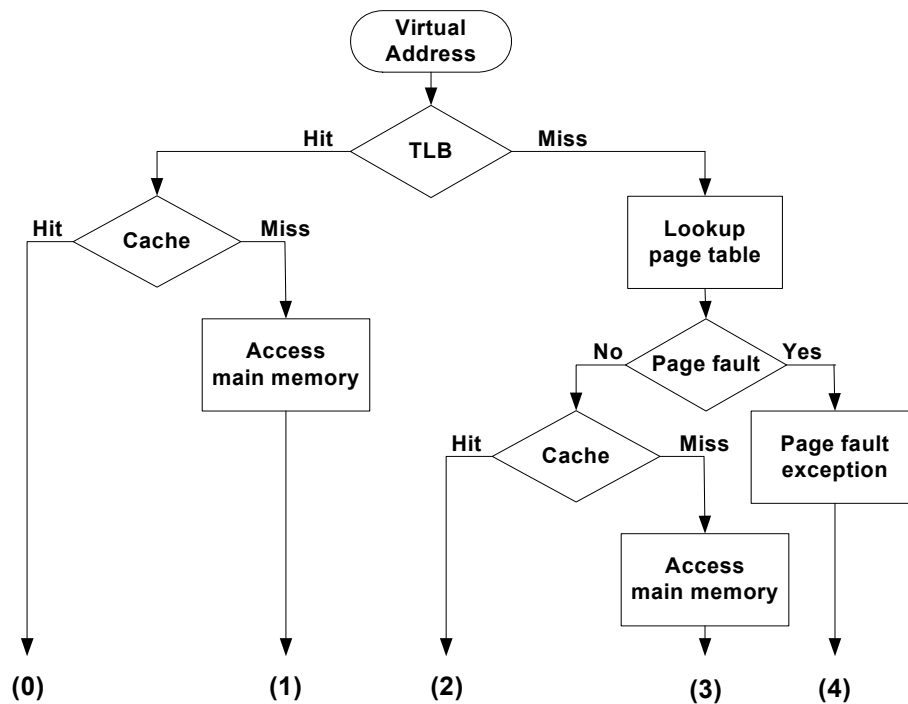 Virtual
Address
Hit
TLB
Miss
Hit
Cache
Miss
Lookup
page table
Access
main memory
No
Page fault
Yes
Hit
Cache
Miss
Page fault
exception
Access
main memory
(0)
(1)
(2)
(3)
(4)